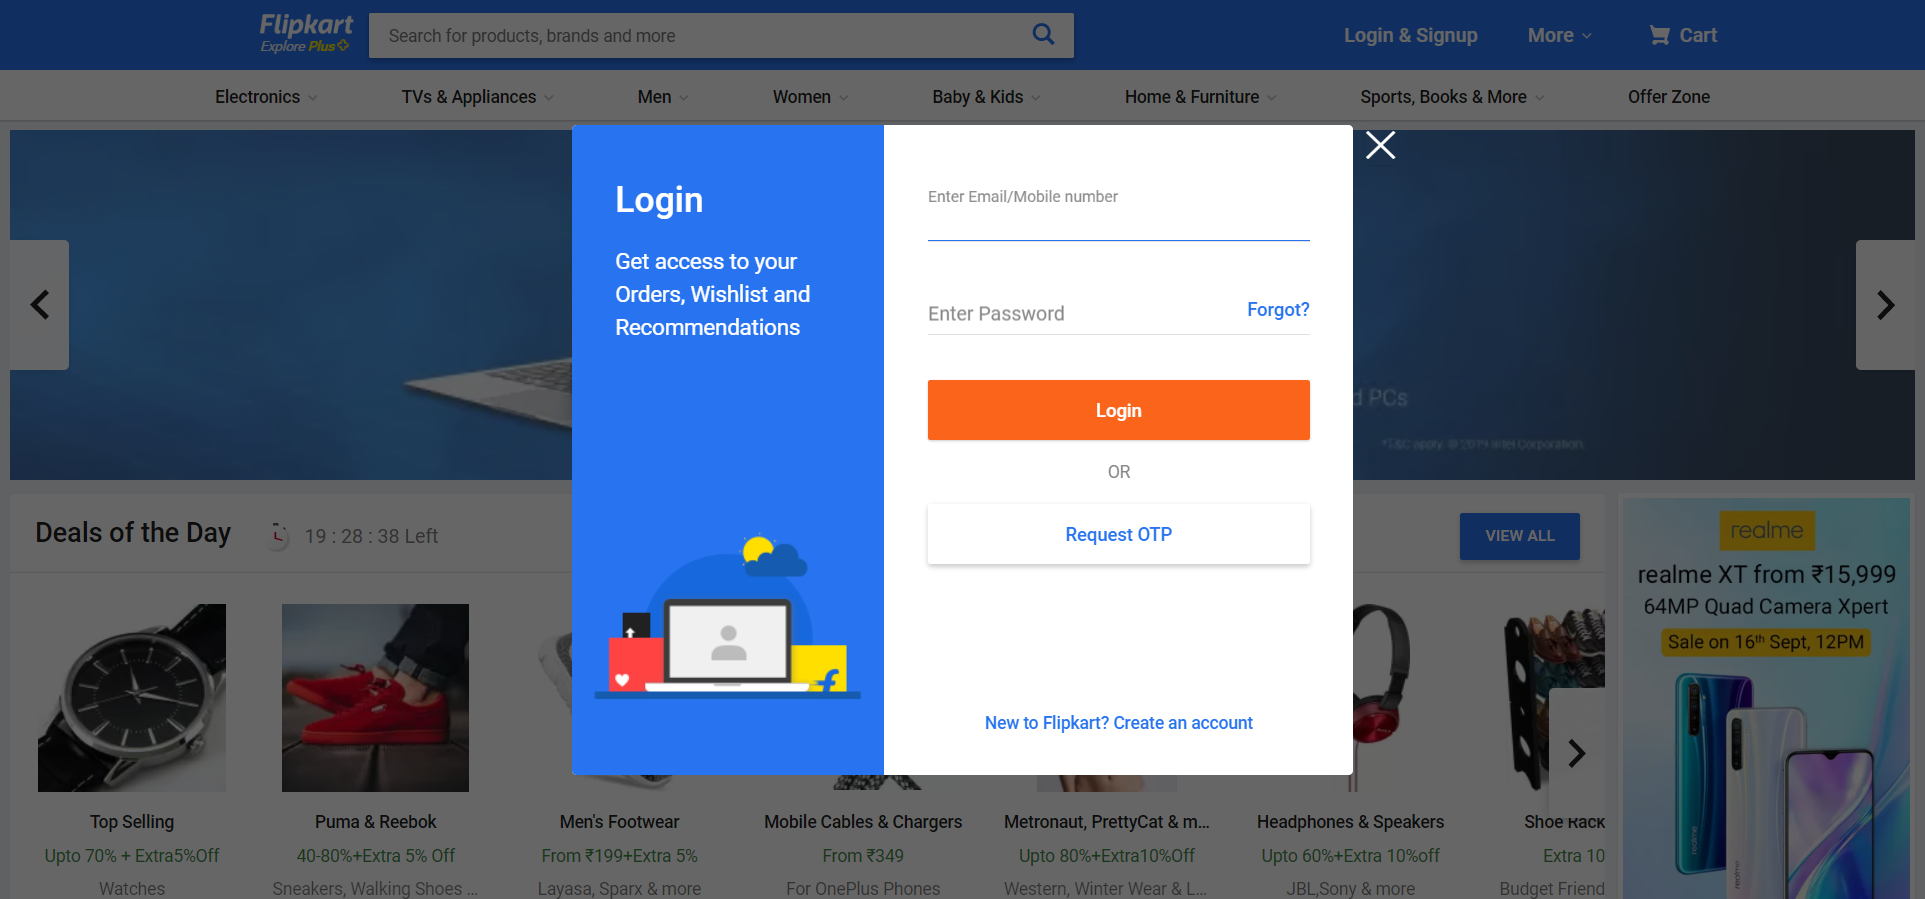 Flipkart
Explore Plus
Search for products, brands and more
Login & Signup
More
Cart
Electronics
TVs & Appliances
Men
Women
Baby & Kids
Home & Furniture
Sports, Books & More
Offer Zone
Login
Get access to your
Orders, Wishlist and
Recommendations
Enter Email/Mobile number
Enter Password
Forgot?
Login
OR
Request OTP
New to Flipkart? Create an account
d PCs
*T&C apply. © 2019 Intel Corporation.
Deals of the Day
19 : 28 : 38 Left
VIEW ALL
Top Selling
Upto 70% + Extra5%Off
Watches
Puma & Reebok
40-80%+Extra 5% Off
Sneakers, Walking Shoes ...
Men's Footwear
From ₹199+Extra 5%
Layasa, Sparx & more
Mobile Cables & Chargers
From ₹349
For OnePlus Phones
Metronaut, PrettyCat & m...
Upto 80%+Extra10%Off
Western, Winter Wear & L...
Headphones & Speakers
Upto 60%+Extra 10%off
JBL,Sony & more
Shoe Rack
Extra 10
Budget Friend
realme
realme XT from ₹15,999
64MP Quad Camera Xpert
Sale on 16th Sept, 12PM
realme
realme